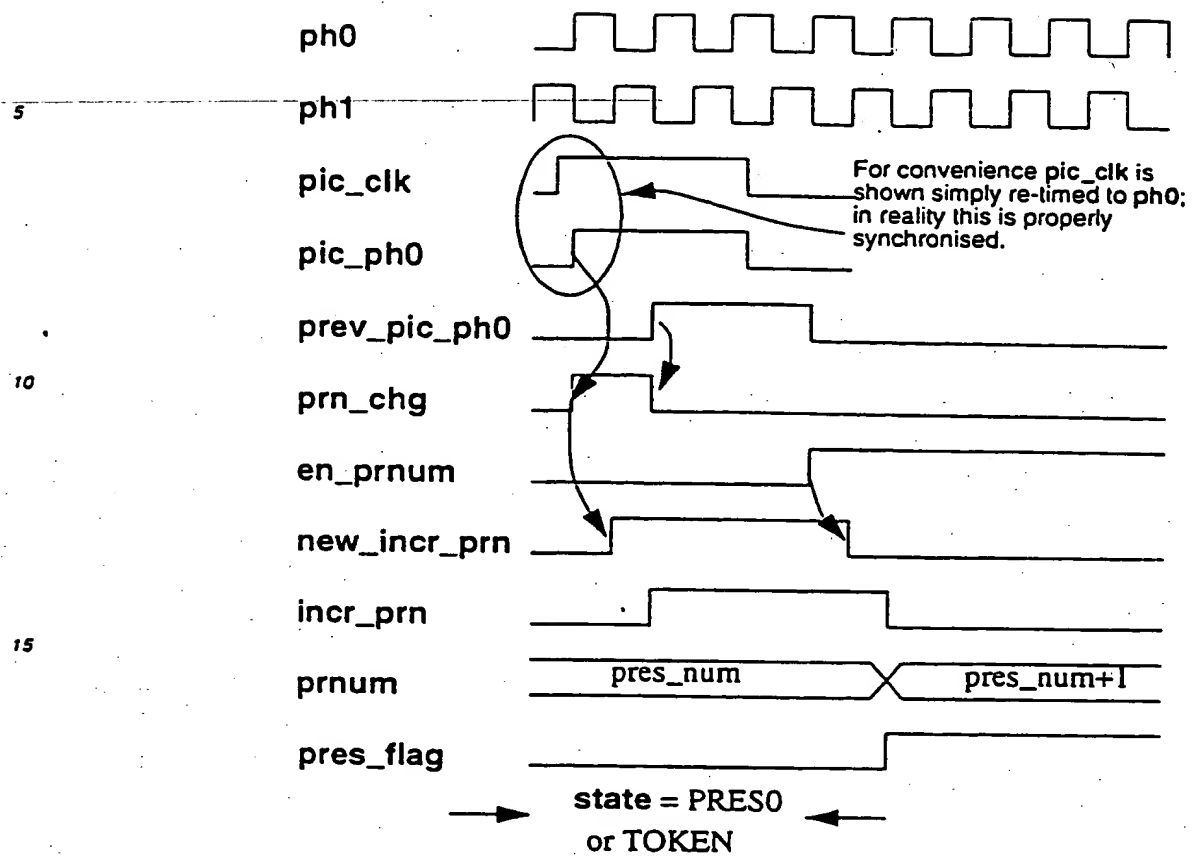 ph0
5
ph1
pic_clk
For convenience pic_clk is
shown simply re-timed to ph0;
in reality this is properly
synchronised.
pic_ph0
prev_pic_ph0
10
prn_chg
en_prnum
new_incr_prn
incr_prn
15
prnum
pres_num
pres_num+1
pres_flag
state = PRES0
or TOKEN